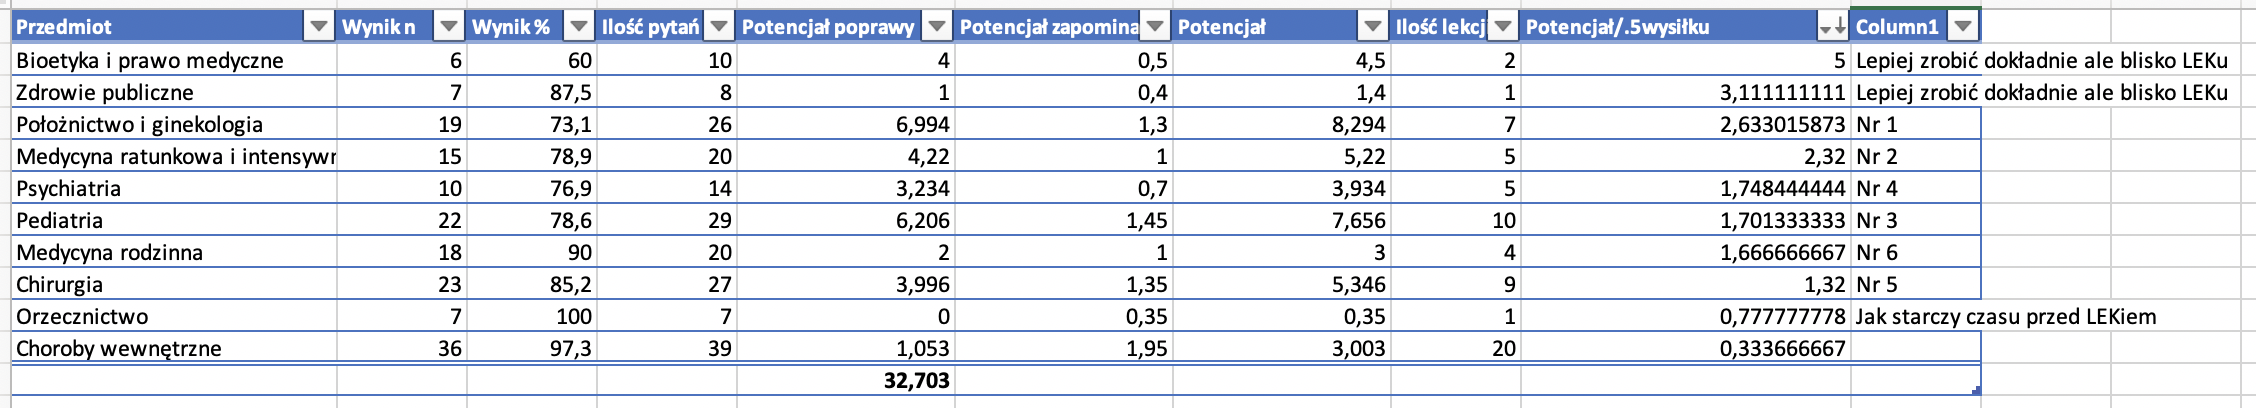 Przedmiot Wynik n Wynik % Ilość pytań Potencjał poprawy Potencjał zapomina Potencjał Ilość lekcj Potencjał/.5wysiłku Column1
Bioetyka i prawo medyczne 6 60 10 4 0,5 4,5 2 5 Lepiej zrobić dokładnie ale blisko LEKu
Zdrowie publiczne 7 87,5 8 1 0,4 1,4 1 3,111111111 Lepiej zrobić dokładnie ale blisko LEKu
Położnictwo i ginekologia 19 73,1 26 6,994 1,3 8,294 7 2,633015873 Nr 1
Medycyna ratunkowa i intensywr 15 78,9 20 4,22 1 5,22 5 2,32 Nr 2
Psychiatria 10 76,9 14 3,234 0,7 3,934 5 1,748444444 Nr 4
Pediatria 22 78,6 29 6,206 1,45 7,656 10 1,701333333 Nr 3
Medycyna rodzinna 18 90 20 2 1 3 4 1,666666667 Nr 6
Chirurgia 23 85,2 27 3,996 1,35 5,346 9 1,32 Nr 5
Orzecznictwo 7 100 7 0 0,35 0,35 1 0,777777778 Jak starczy czasu przed LEKiem
Choroby wewnętrzne 36 97,3 39 1,053 1,95 3,003 20 0,333666667
32,703